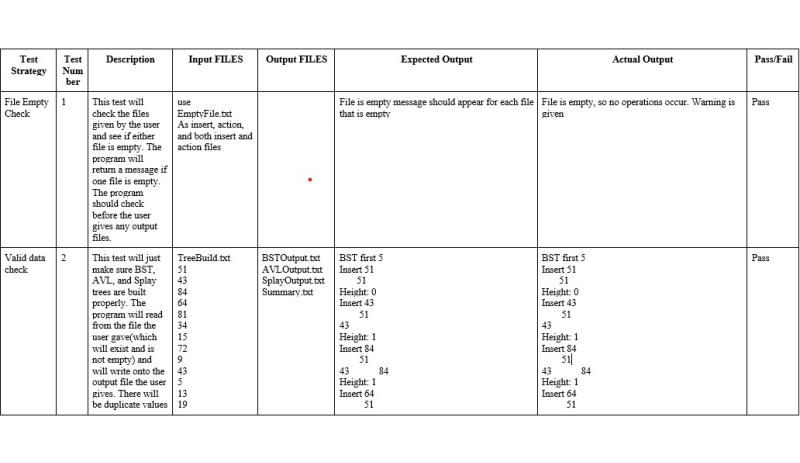 Test Strategy
Test Num ber
Description
Input FILES
Output FILES
Expected Output
Actual Output
Pass/Fail
File Empty
Check
1
This test will
check the files
given by the user
and see if either
file is empty. The
program will
return a message if
one file is empty.
The program
should check
before the user
gives any output
files.
use
EmptyFile.txt
As insert, action,
and both insert and
action files
File is empty message should appear for each file
that is empty
File is empty, so no operations occur. Warning is
given
Pass
Valid data
check
2
This test will just
make sure BST,
AVL, and Splay
trees are built
properly. The
program will read
from the file the
user gave(which
will exist and is
not empty) and
will write onto the
output file the user
gives. There will
be duplicate values
TreeBuild.txt
51
43
84
64
81
34
15
72
9
43
5
13
19
BSTOutput.txt
AVLOutput.txt
SplayOutput.txt
Summary.txt
BST first 5
Insert 51
51
Height: 0
Insert 43
51
43
Height: 1
Insert 84
51
43 84
Height: 1
Insert 64
51
BST first 5
Insert 51
51
Height: 0
Insert 43
51
43
Height: 1
Insert 84
51
43 84
Height: 1
Insert 64
51
Pass